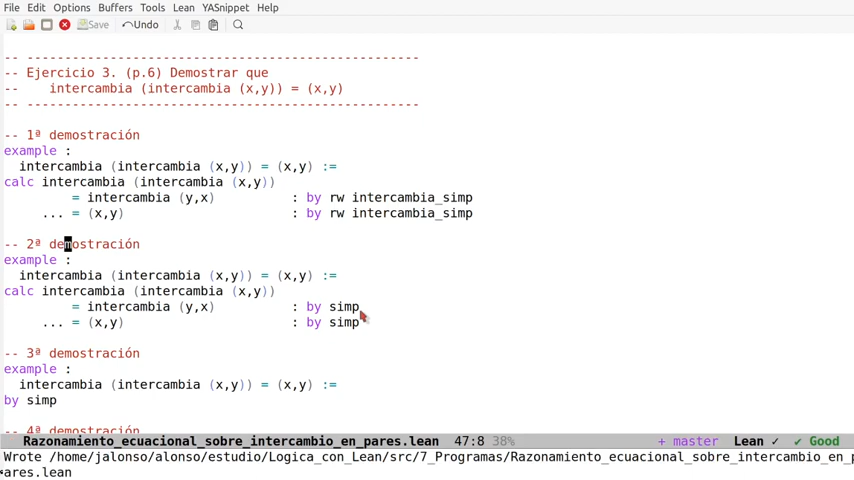 File Edit Options Buffers Tools Lean YASnippet Help
Save Undo
-- ----------------------------------------------------
-- Ejercicio 3. (p.6) Demostrar que
--    intercambia (intercambia (x,y)) = (x,y)
-- ----------------------------------------------------
-- 1ª demostración
example :
  intercambia (intercambia (x,y)) = (x,y) :=
calc intercambia (intercambia (x,y))
         = intercambia (y,x)          : by rw intercambia_simp
     ... = (x,y)                      : by rw intercambia_simp
-- 2ª demostración
example :
  intercambia (intercambia (x,y)) = (x,y) :=
calc intercambia (intercambia (x,y))
         = intercambia (y,x)          : by simp
     ... = (x,y)                      : by simp
-- 3ª demostración
example :
  intercambia (intercambia (x,y)) = (x,y) :=
by simp
-- 4ª demostración
Razonamiento_ecuacional_sobre_intercambio_en_pares.lean 47:8 38% + master Lean ✓ ✔ Good
Wrote /home/jalonso/alonso/estudio/Logica_con_Lean/src/7_Programas/Razonamiento_ecuacional_sobre_intercambio_en_p
ares.lean